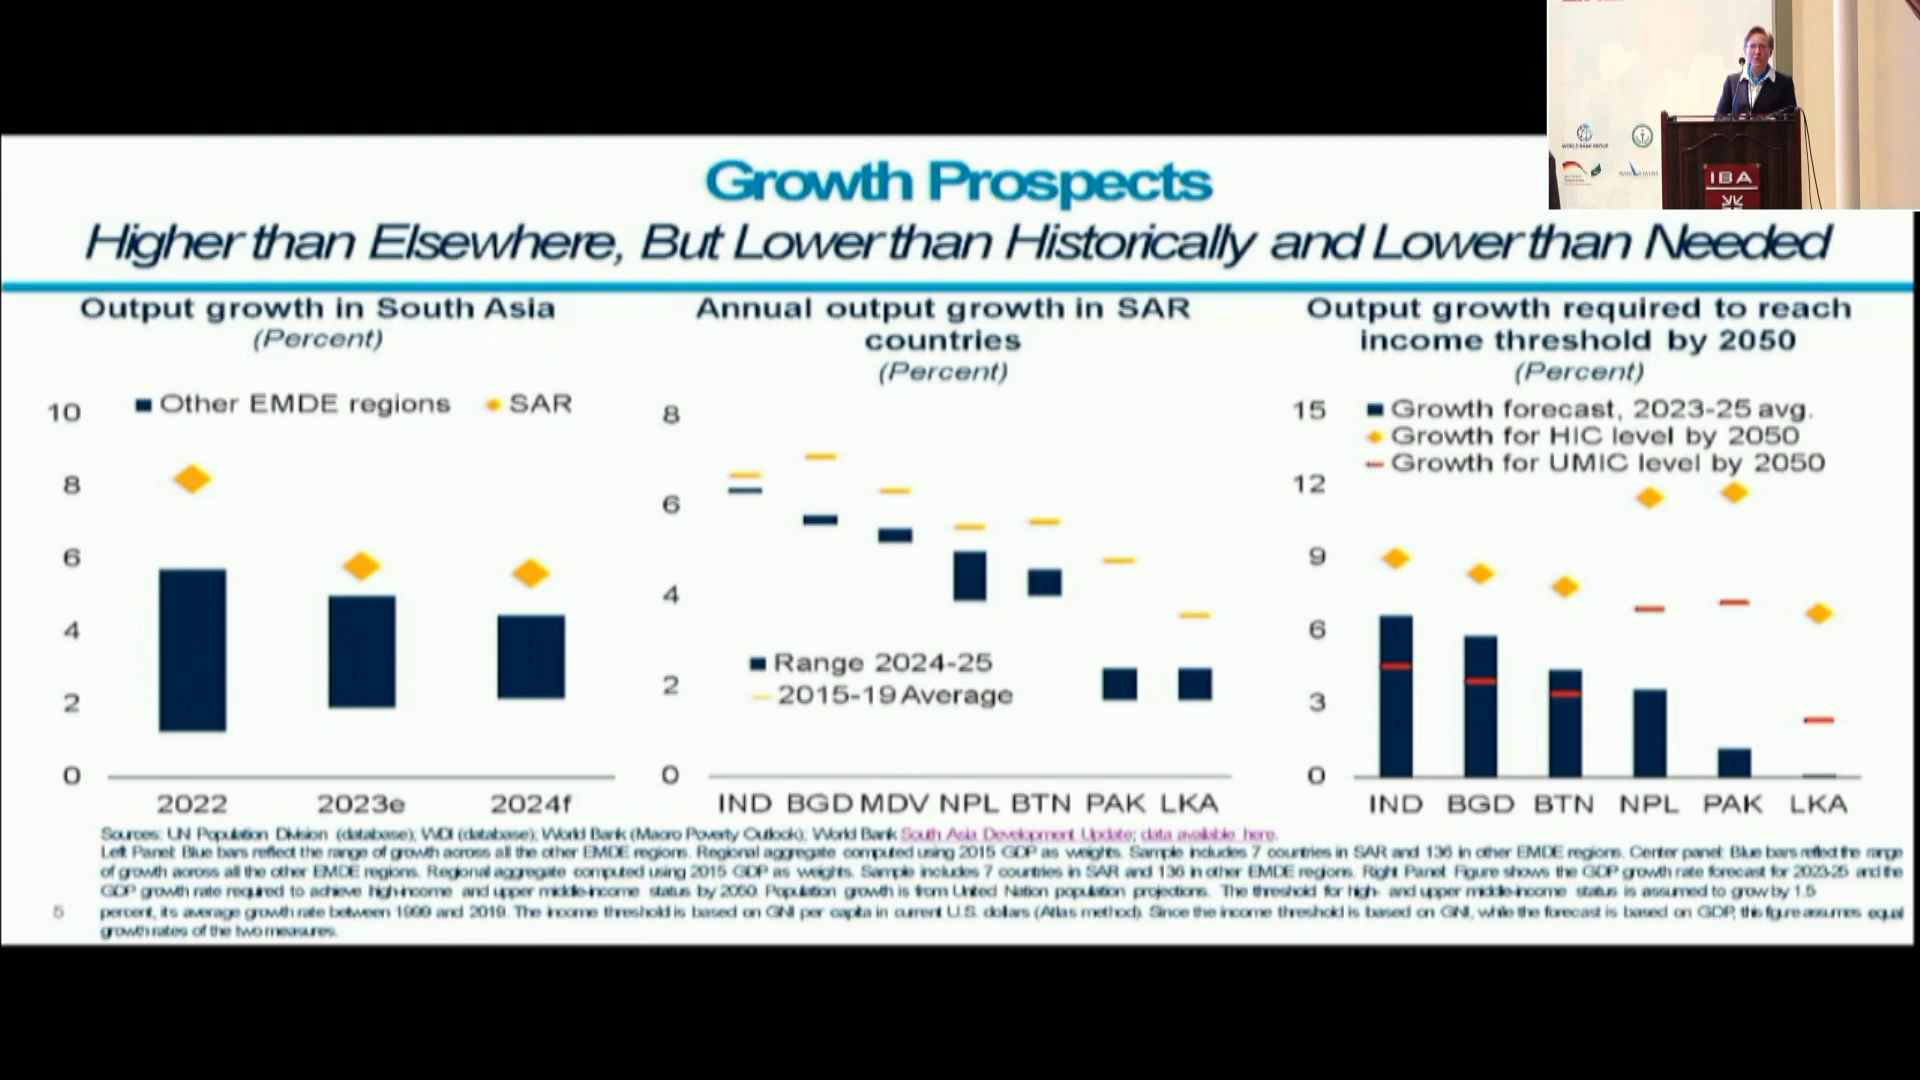 Growth Prospects
Higher than Elsewhere, But Lower than Historically and Lower than Needed
Output growth in South Asia
(Percent)
10
Other EMDE regions
SAR
8
6
4
2
0
2022
2023e
2024f
Annual output growth in SAR
countries
(Percent)
8
6
4
2
0
Range 2024-25
2015-19 Average
IND BGD MDV NPL BTN PAK LKA
Output growth required to reach
income threshold by 2050
(Percent)
15
12
9
6
3
0
Growth forecast, 2023-25 avg.
Growth for HIC level by 2050
Growth for UMIC level by 2050
IND BGD BTN NPL PAK LKA
Sources: UN Population Division (database); WDI (database); World Bank (Macro Poverty Outlook); World Bank South Asia Development Update; data available here.
Left Panel: Blue bars reflect the range of growth across all the other EMDE regions. Regional aggregate computed using 2015 GDP as weights. Sample includes 7 countries in SAR and 136 in other EMDE regions. Center panel: Blue bars reflect the range
of growth across all the other EMDE regions. Regional aggregate computed using 2015 GDP as weights. Sample includes 7 countries in SAR and 136 in other EMDE regions. Right Panel: Figure shows the GDP growth rate forecast for 2023-25 and the
GDP growth rate required to achieve high-income and upper middle-income status by 2050. Population growth is from United Nation population projections. The threshold for high- and upper middle-income status is assumed to grow by 1.5
percent, its average growth rate between 1999 and 2019. The income threshold is based on GNI per capita in current U.S. dollars (Atlas method). Since the income threshold is based on GNI, while the forecast is based on GDP, this figure assumes equal
growth rates of the two measures.
5
WORLD BANK GROUP
IBA